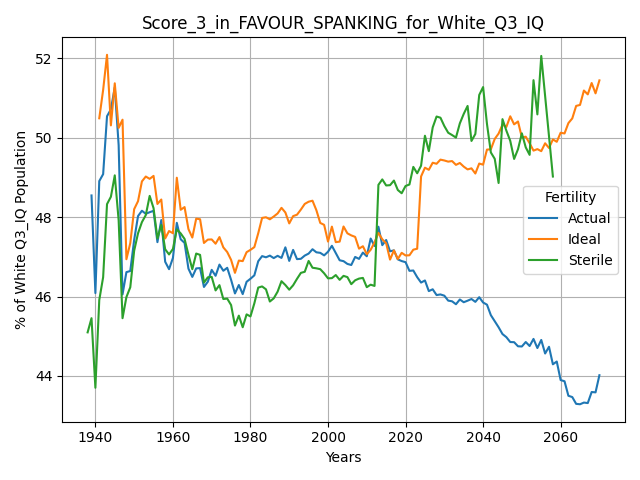 Score_3_in_FAVOUR_SPANKING_for_White_Q3_IQ
% of White Q3_IQ Population
52
50
48
46
44
Fertility
Actual
Ideal
Sterile
1940 1960 1980 2000 2020 2040 2060
Years